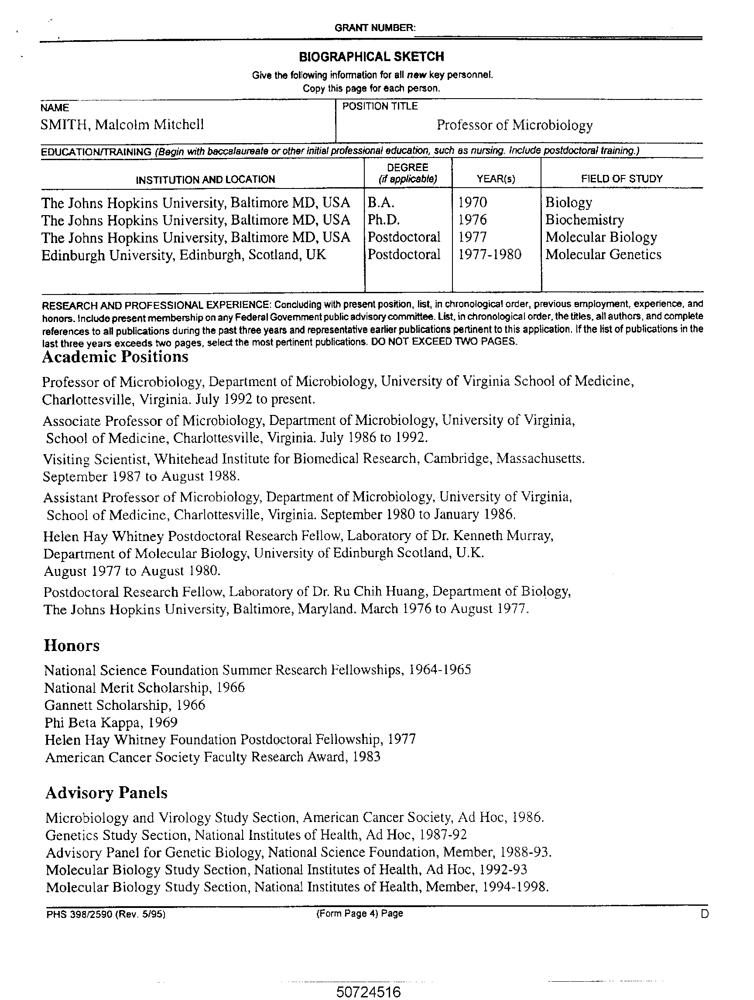 GRANT NUMBER:
BIOGRAPHICAL SKETCH
Give the following information for all new key personnel.
Copy this page for each person.
NAME
POSITION TITLE
SMITH, Malcolm Mitchell
Professor of Microbiology
EDUCATION/TRAINING (Begin with baccalaureate or other initial professional education, such as nursing. Include postdoctoral training.)
INSTITUTION AND LOCATION
DEGREE
(if applicable)
YEAR(s)
FIELD OF STUDY
The Johns Hopkins University, Baltimore MD, USA B.A. 1970 Biology
The Johns Hopkins University, Baltimore MD, USA Ph.D. 1976 Biochemistry
The Johns Hopkins University, Baltimore MD, USA Postdoctoral 1977 Molecular Biology
Edinburgh University, Edinburgh, Scotland, UK Postdoctoral 1977-1980 Molecular Genetics
RESEARCH AND PROFESSIONAL EXPERIENCE: Concluding with present position, list, in chronological order, previous employment, experience, and
honors. Include present membership on any Federal Government public advisory committee. List, in chronological order, the titles, all authors, and complete
references to all publications during the past three years and representative earlier publications pertinent to this application. If the list of publications in the
last three years exceeds two pages, select the most pertinent publications. DO NOT EXCEED TWO PAGES.
Academic Positions
Professor of Microbiology, Department of Microbiology, University of Virginia School of Medicine,
Charlottesville, Virginia. July 1992 to present.
Associate Professor of Microbiology, Department of Microbiology, University of Virginia,
School of Medicine, Charlottesville, Virginia. July 1986 to 1992.
Visiting Scientist, Whitehead Institute for Biomedical Research, Cambridge, Massachusetts.
September 1987 to August 1988.
Assistant Professor of Microbiology, Department of Microbiology, University of Virginia,
School of Medicine, Charlottesville, Virginia. September 1980 to January 1986.
Helen Hay Whitney Postdoctoral Research Fellow, Laboratory of Dr. Kenneth Murray,
Department of Molecular Biology, University of Edinburgh Scotland, U.K.
August 1977 to August 1980.
Postdoctoral Research Fellow, Laboratory of Dr. Ru Chih Huang, Department of Biology,
The Johns Hopkins University, Baltimore, Maryland. March 1976 to August 1977.
Honors
National Science Foundation Summer Research Fellowships, 1964-1965
National Merit Scholarship, 1966
Gannett Scholarship, 1966
Phi Beta Kappa, 1969
Helen Hay Whitney Foundation Postdoctoral Fellowship, 1977
American Cancer Society Faculty Research Award, 1983
Advisory Panels
Microbiology and Virology Study Section, American Cancer Society, Ad Hoc, 1986.
Genetics Study Section, National Institutes of Health, Ad Hoc, 1987-92
Advisory Panel for Genetic Biology, National Science Foundation, Member, 1988-93.
Molecular Biology Study Section, National Institutes of Health, Ad Hoc, 1992-93
Molecular Biology Study Section, National Institutes of Health, Member, 1994-1998.
PHS 398/2590 (Rev. 5/95) (Form Page 4) Page D
50724516